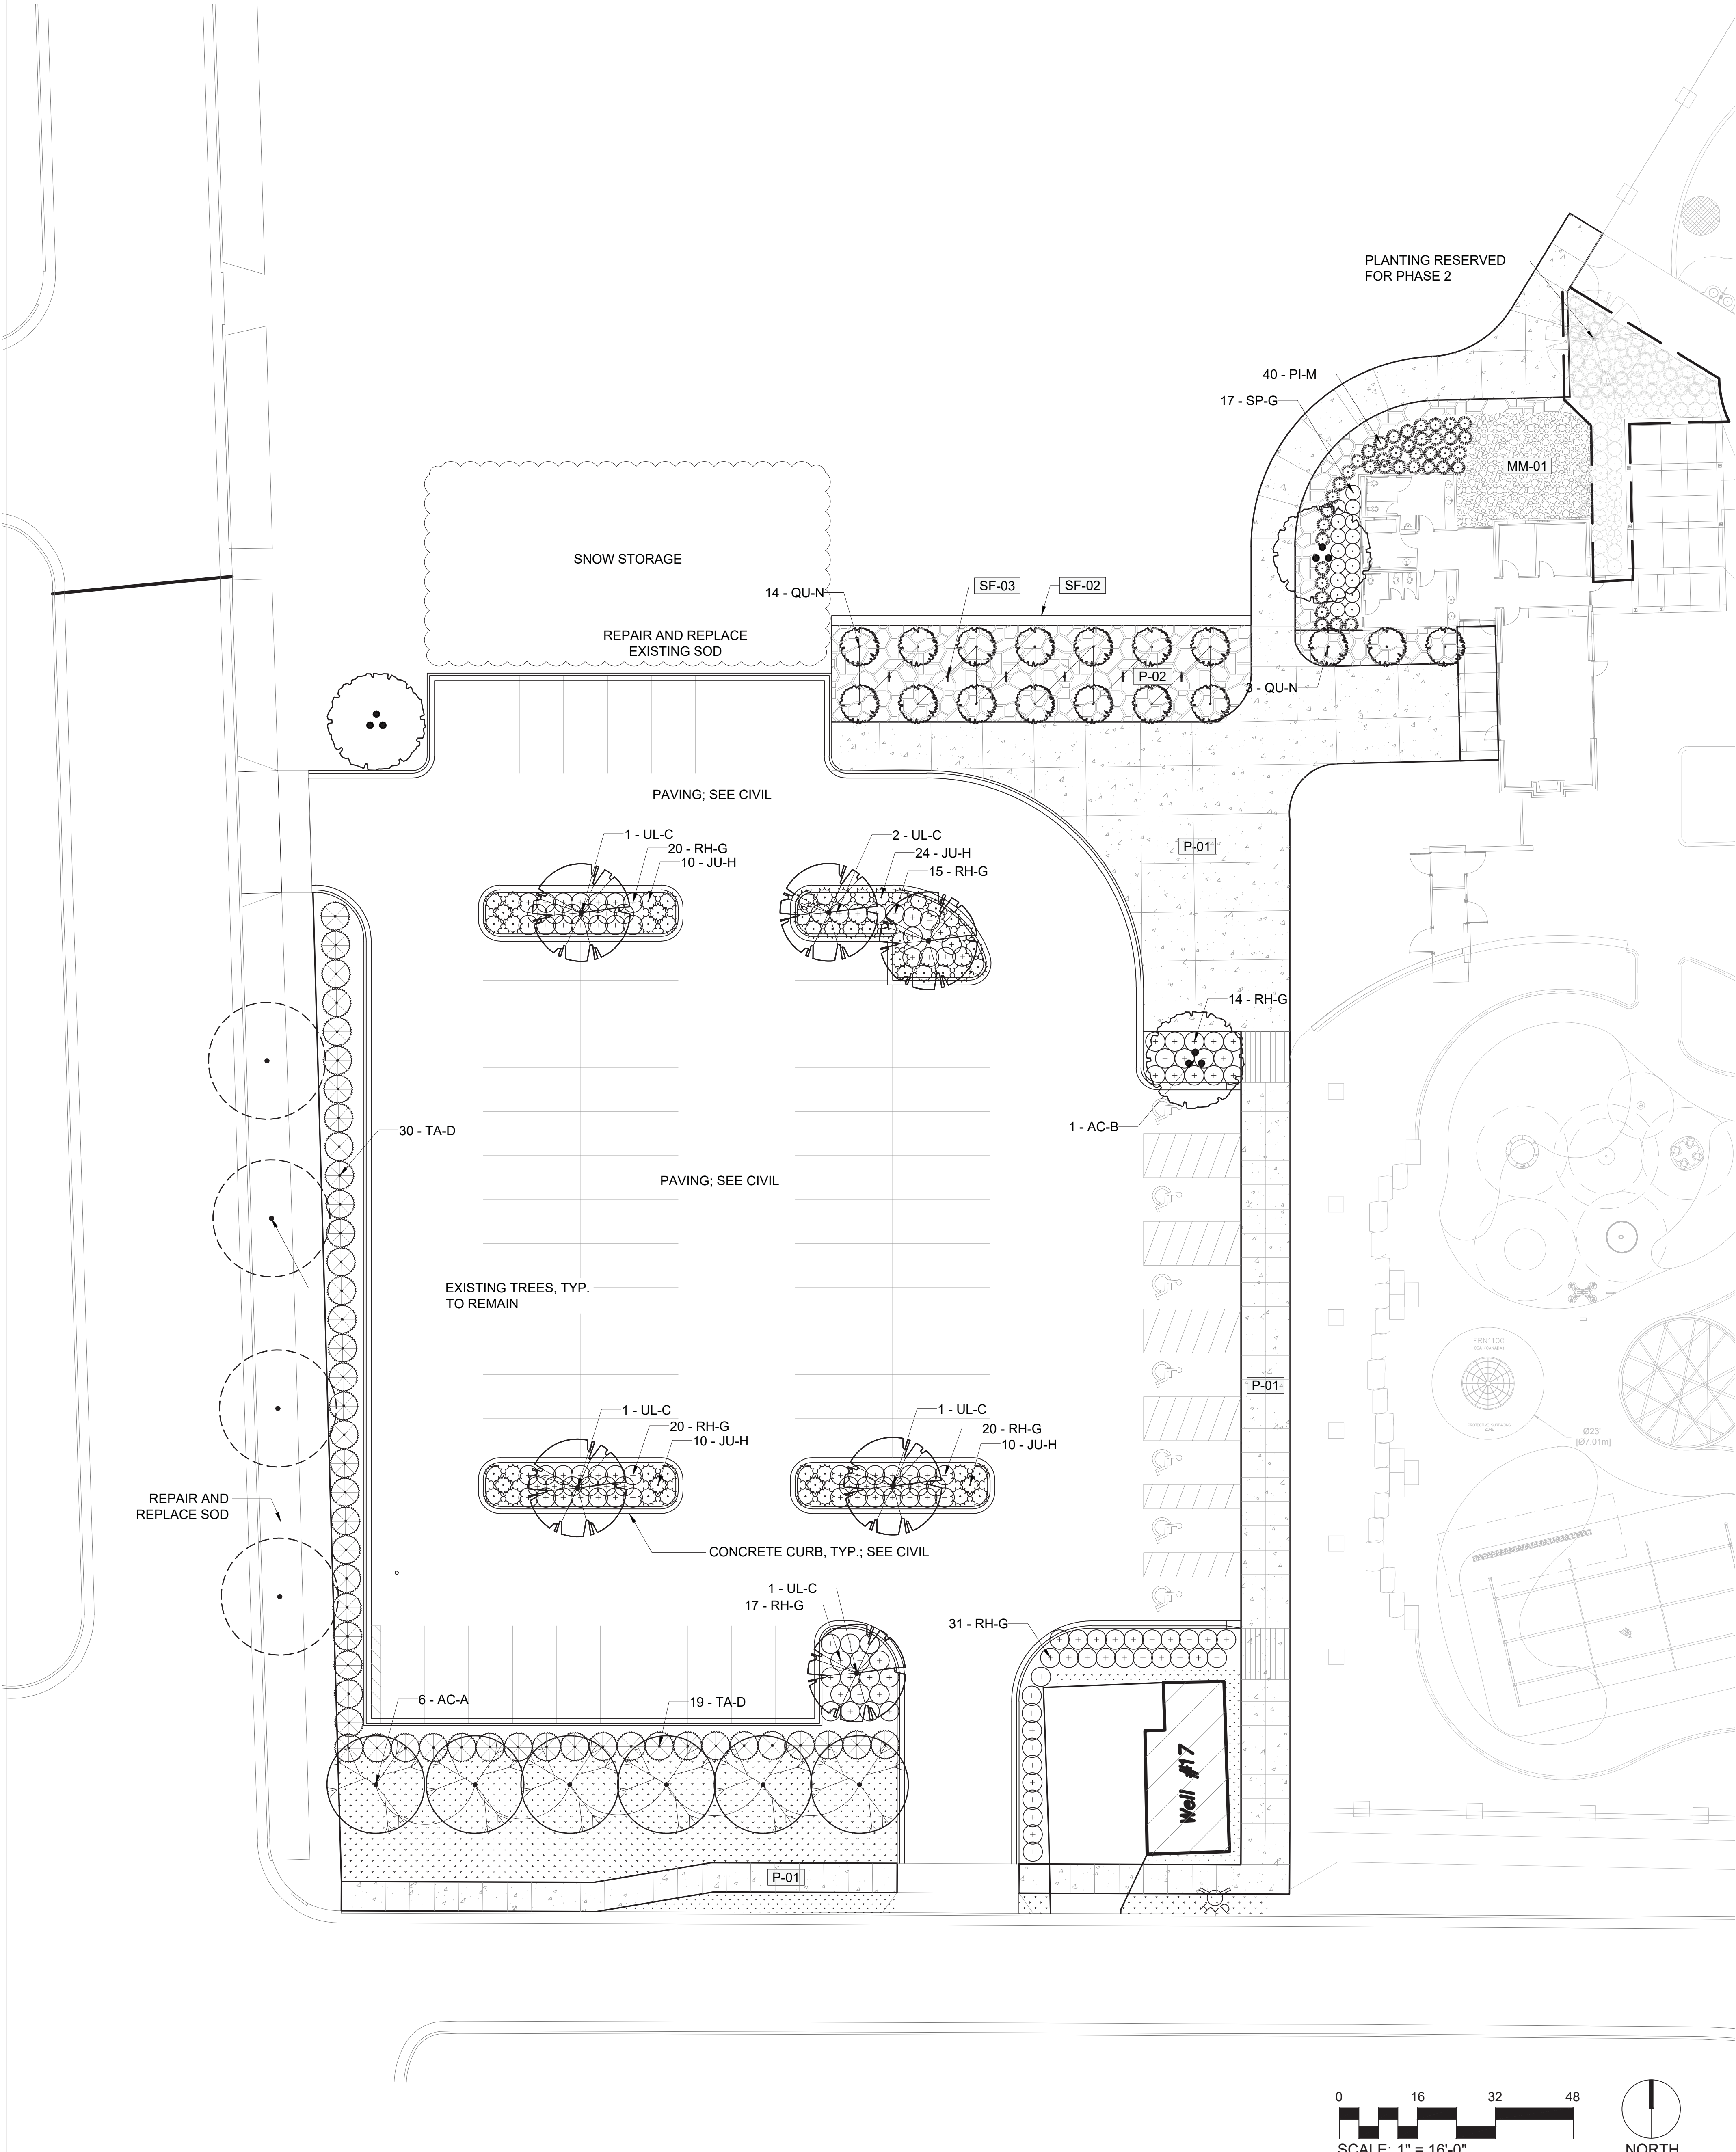 PLANTING RESERVED
FOR PHASE 2
40 - PI-M
17 - SP-G
MM-01
SNOW STORAGE
SF-03
SF-02
14 - QU-N
REPAIR AND REPLACE
EXISTING SOD
P-02
3 - QU-N
PAVING; SEE CIVIL
1 - UL-C
20 - RH-G
10 - JU-H
2 - UL-C
24 - JU-H
15 - RH-G
P-01
14 - RH-G
1 - AC-B
30 - TA-D
PAVING; SEE CIVIL
EXISTING TREES, TYP.
TO REMAIN
ERN1100
P-01
1 - UL-C
20 - RH-G
10 - JU-H
1 - UL-C
20 - RH-G
10 - JU-H
Ø23'
[Ø7.01m]
REPAIR AND
REPLACE SOD
CONCRETE CURB, TYP.; SEE CIVIL
1 - UL-C
17 - RH-G
31 - RH-G
6 - AC-A
19 - TA-D
Well #17
P-01
0 16 32 48
SCALE: 1" = 16'-0"
NORTH